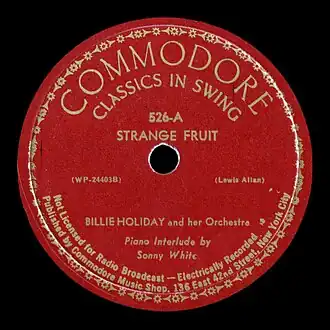 COMMODORE
CLASSICS IN SWING
526-A
STRANGE FRUIT
(WP-24403B)
(Lewis Allan)
BILLIE HOLIDAY and her Orchestra
Piano Interlude by
Sonny White
Not Licensed for Radio Broadcast — Electrically Recorded
Published by Commodore Music Shop, 136 East 42nd Street, New York City